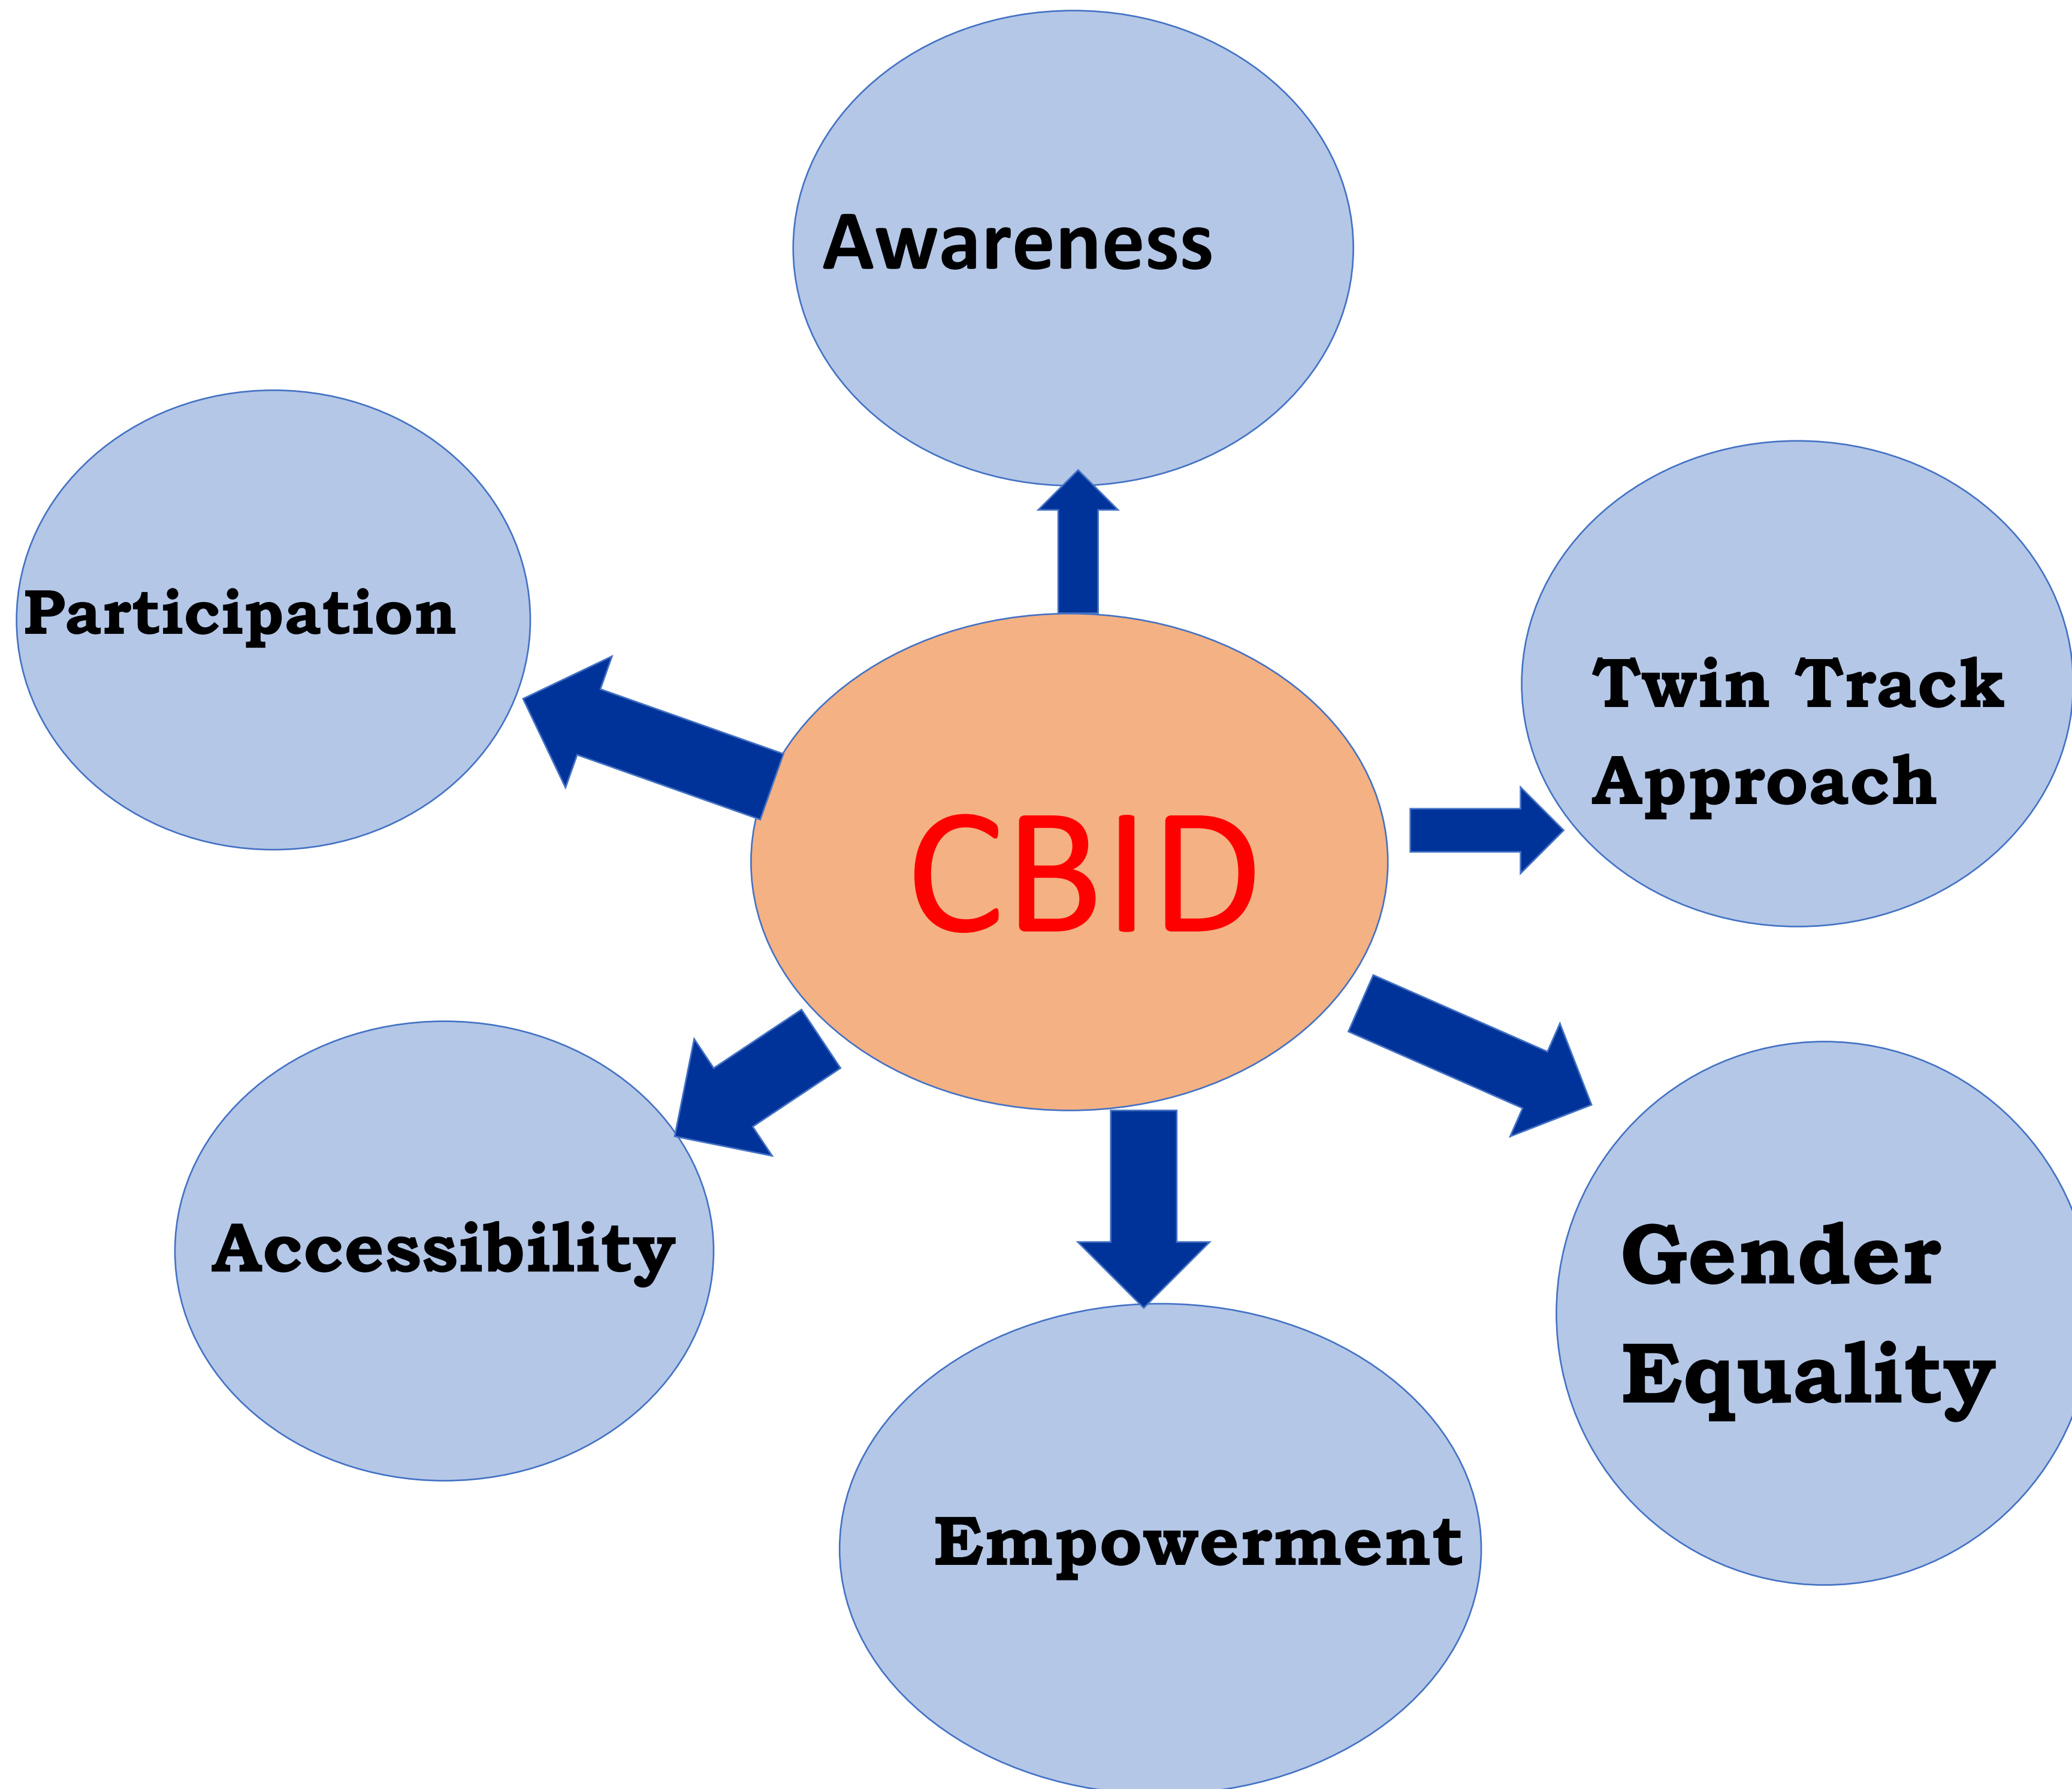 Awareness
Participation
Twin Track
Approach
CBID
Accessibility
Gender
Equality
Empowerment